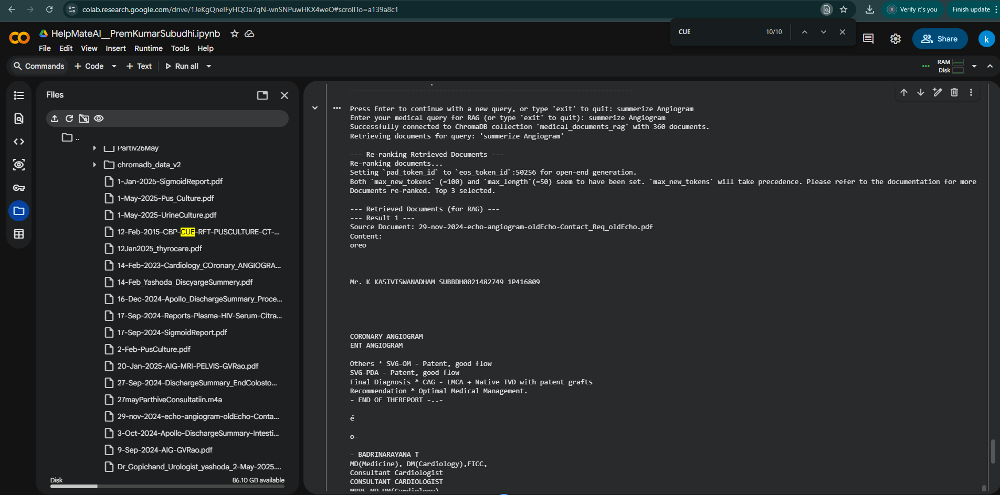 colab.research.google.com/drive/1JeKgQnelFyHQOa7qN-wnSNPuwHKX4weO#scrollTo=a139a8c1
Verify it's you
Finish update
HelpMateAI__PremKumarSubudhi.ipynb
CUE
10/10
Share
k
File Edit View Insert Runtime Tools Help
Commands + Code + Text Run all
RAM
Disk
Files
..
Partiv26May
chromadb_data_v2
1-Jan-2025-SigmoidReport.pdf
1-May-2025-Pus_Culture.pdf
1-May-2025-UrineCulture.pdf
12-Feb-2015-CBP-CUE-RFT-PUSCULTURE-CT-...
12Jan2025_thyrocare.pdf
14-Feb-2023-Cardiology_COronary_ANGIOGRA...
14-Feb_Yashoda_DiscyargeSummery.pdf
16-Dec-2024-Apollo_DischargeSummary_Proce...
17-Sep-2024-Reports-Plasma-HIV-Serum-Citra...
17-Sep-2024-SigmoidReport.pdf
2-Feb-PusCulture.pdf
20-Jan-2025-AIG-MRI-PELVIS-GVRao.pdf
27-Sep-2024-DischargeSummary_EndColosto...
27mayParthiveConsultatiin.m4a
29-nov-2024-echo-angiogram-oldEcho-Conta...
3-Oct-2024-Apollo-DischargeSummary-Intesti...
9-Sep-2024-AIG-GVRao.pdf
Dr_Gopichand_Urologist_yashoda_2-May-2025....
Disk
86.10 GB available
----------------------------------------------------------------------
Press Enter to continue with a new query, or type 'exit' to quit: summerize Angiogram
Enter your medical query for RAG (or type 'exit' to quit): summerize Angiogram
Successfully connected to ChromaDB collection 'medical_documents_rag' with 360 documents.
Retrieving documents for query: 'summerize Angiogram'
--- Re-ranking Retrieved Documents ---
Re-ranking documents...
Setting `pad_token_id` to `eos_token_id`:50256 for open-end generation.
Both `max_new_tokens` (=100) and `max_length`(=50) seem to have been set. `max_new_tokens` will take precedence. Please refer to the documentation for more
Documents re-ranked. Top 3 selected.
--- Retrieved Documents (for RAG) ---
--- Result 1 ---
Source Document: 29-nov-2024-echo-angiogram-oldEcho-Contact_Req_oldEcho.pdf
Content:
oreo
Mr. K KASIVISWANADHAM SUBBDH0021482749 1P416809
CORONARY ANGIOGRAM
ENT ANGIOGRAM
Others ‘ SVG-OM - Patent, good flow
SVG-PDA - Patent, good flow
Final Diagnosis * CAG - LMCA + Native TVD with patent grafts
Recommendation * Optimal Medical Management.
- END OF THEREPORT -..-
é
o-
- BADRINARAYANA T
MD(Medicine), DM(Cardiology),FICC,
Consultant Cardiologist
CONSULTANT CARDIOLOGIST
MBBS MD DM(Cardiology)